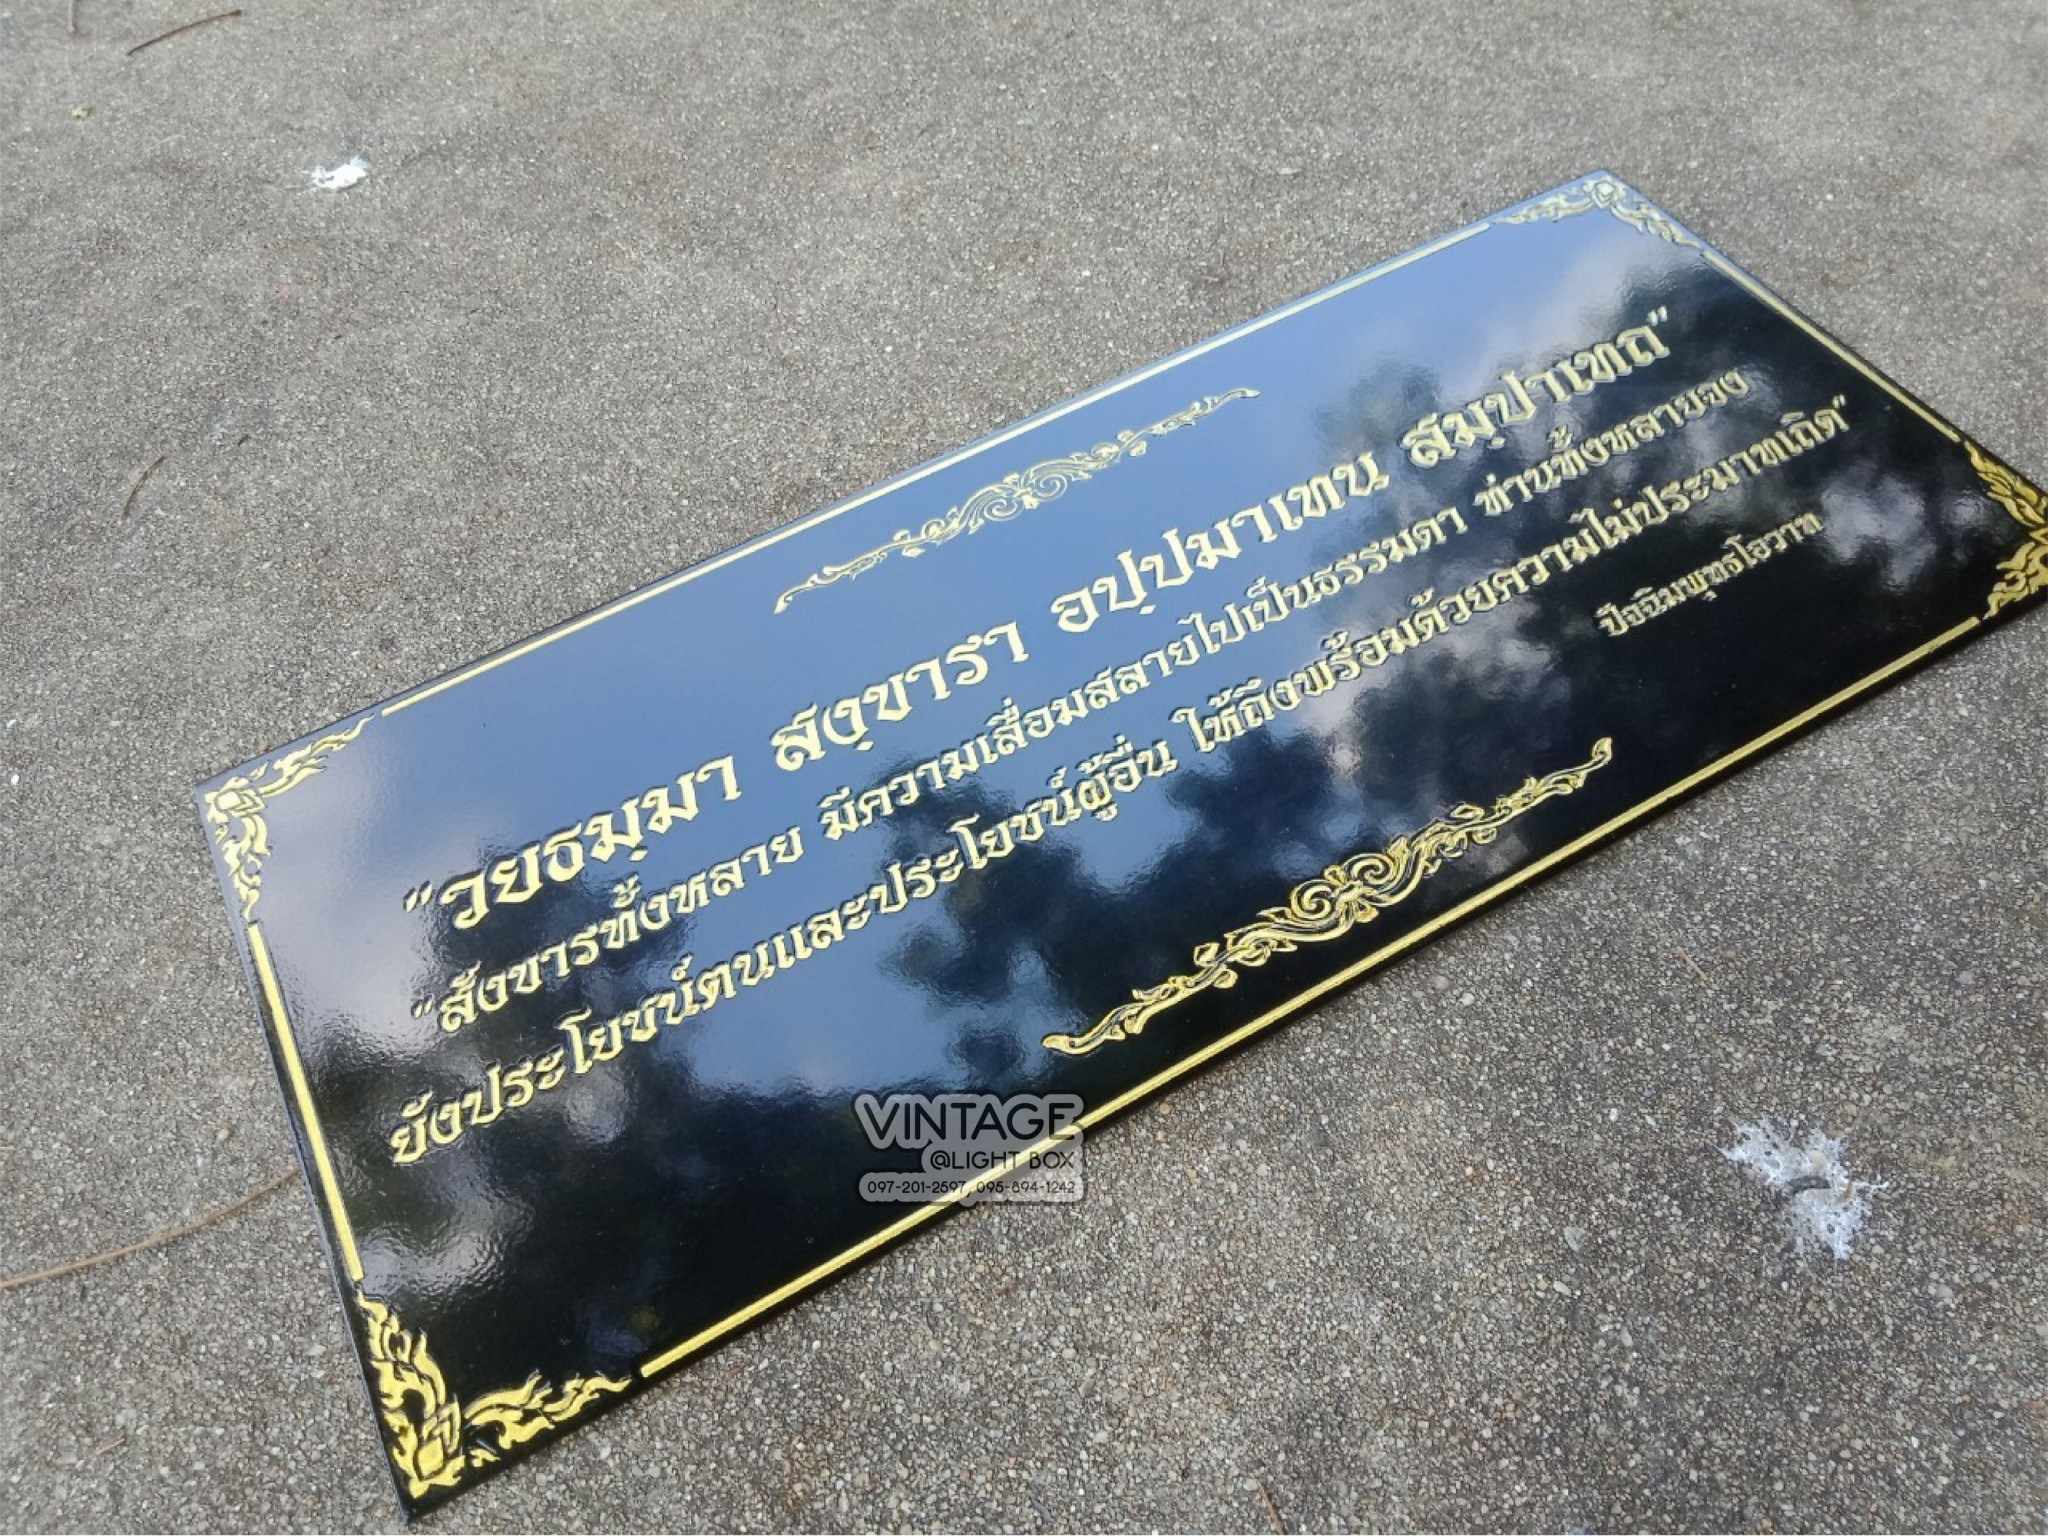 "วยธมฺมา สงฺขารา อปฺปมาเทน สมฺปาเทถ"
"สังขารทั้งหลาย มีความเสื่อมสลายไปเป็นธรรมดา ท่านทั้งหลายจง
ยังประโยชน์ตนและประโยชน์ผู้อื่น ให้ถึงพร้อมด้วยความไม่ประมาทเถิด"
ปัจฉิมพุทธโอวาท
VINTAGE
@LIGHT BOX
097-201-2597, 095-894-1242